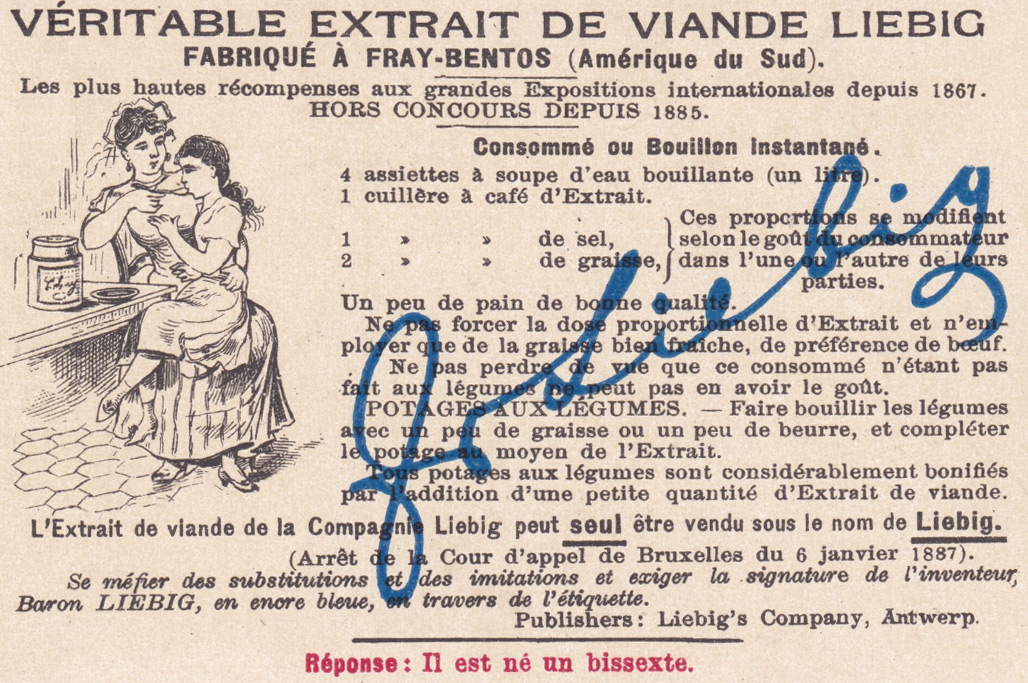 VÉRITABLE EXTRAIT DE VIANDE LIEBIG
FABRIQUÉ À FRAY-BENTOS (Amérique du Sud).
Les plus hautes récompenses aux grandes Expositions internationales depuis 1867.
HORS CONCOURS DEPUIS 1885.
Consommé ou Bouillon instantané.
4 assiettes à soupe d'eau bouillante (un litre).
1 cuillère à café d'Extrait.
1 » » de sel,
2 » » de graisse,
Ces proportions se modifient
selon le goût du consommateur
dans l'une ou l'autre de leurs
parties.
Un peu de pain de bonne qualité.
Ne pas forcer la dose proportionnelle d'Extrait et n'em-
ployer que de la graisse bien fraîche, de préférence de bœuf.
Ne pas perdre de vue que ce consommé n'étant pas
fait aux légumes ne peut pas en avoir le goût.
POTAGES AUX LÉGUMES. — Faire bouillir les légumes
avec un peu de graisse ou un peu de beurre, et compléter
le potage au moyen de l'Extrait.
Tous potages aux légumes sont considérablement bonifiés
par l'addition d'une petite quantité d'Extrait de viande.
Liebig
J v Liebig
L'Extrait de viande de la Compagnie Liebig peut seul être vendu sous le nom de Liebig.
(Arrêt de la Cour d'appel de Bruxelles du 6 janvier 1887).
Se méfier des substitutions et des imitations et exiger la signature de l'inventeur,
Baron LIEBIG, en encre bleue, en travers de l'étiquette.
Publishers: Liebig's Company, Antwerp.
Réponse: Il est né un bissexte.